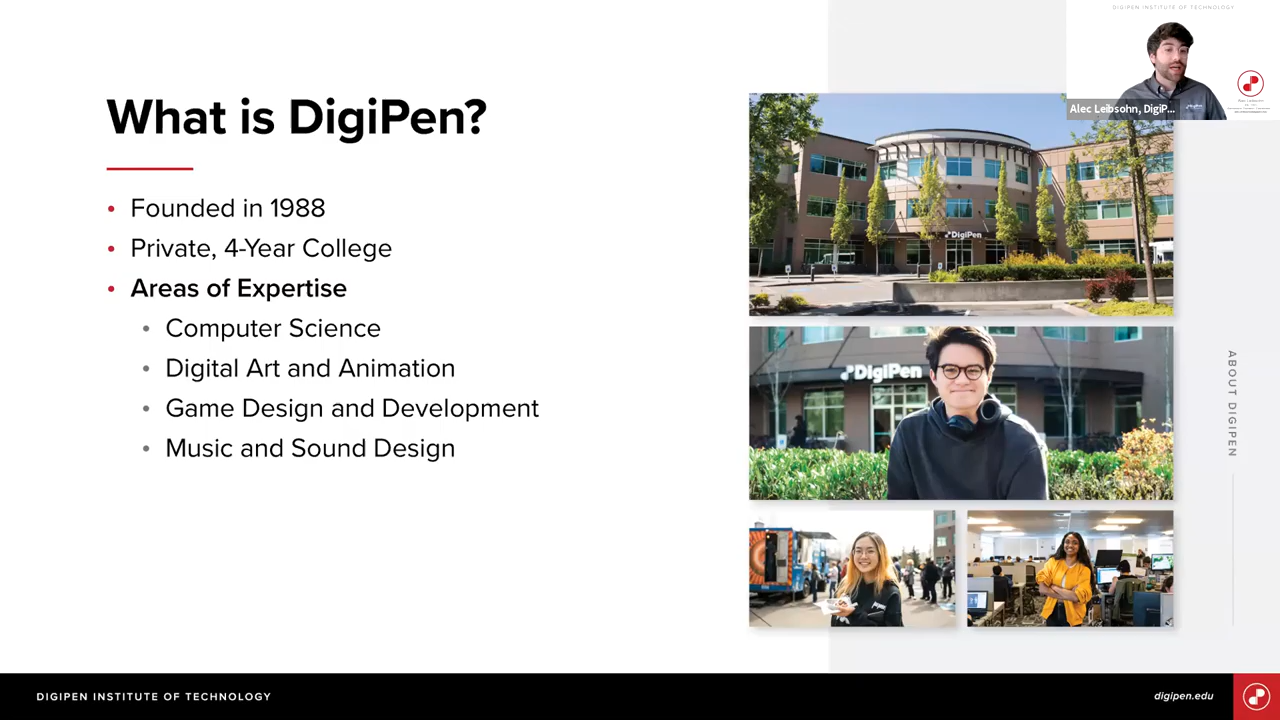 DIGIPEN INSTITUTE OF TECHNOLOGY
Alec Leibsohn, DigiP...
Alec Leibsohn
What is DigiPen?
• Founded in 1988
• Private, 4-Year College
• Areas of Expertise
• Computer Science
• Digital Art and Animation
• Game Design and Development
• Music and Sound Design
DigiPen
DigiPen
ABOUT DIGIPEN
DIGIPEN INSTITUTE OF TECHNOLOGY
digipen.edu